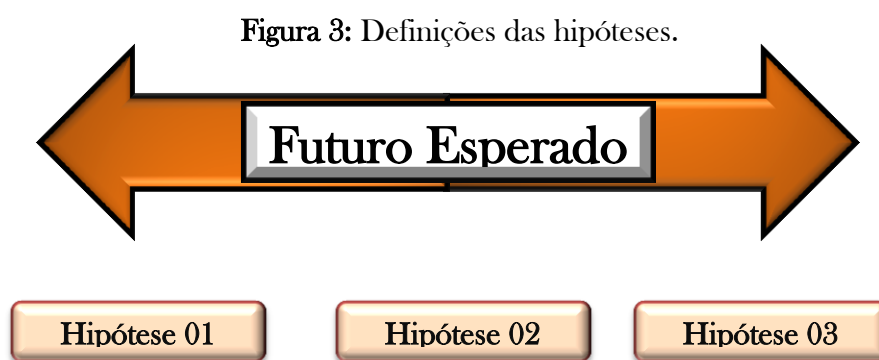 Figura 3: Definições das hipóteses.
Futuro Esperado
Hipótese 01 Hipótese 02 Hipótese 03